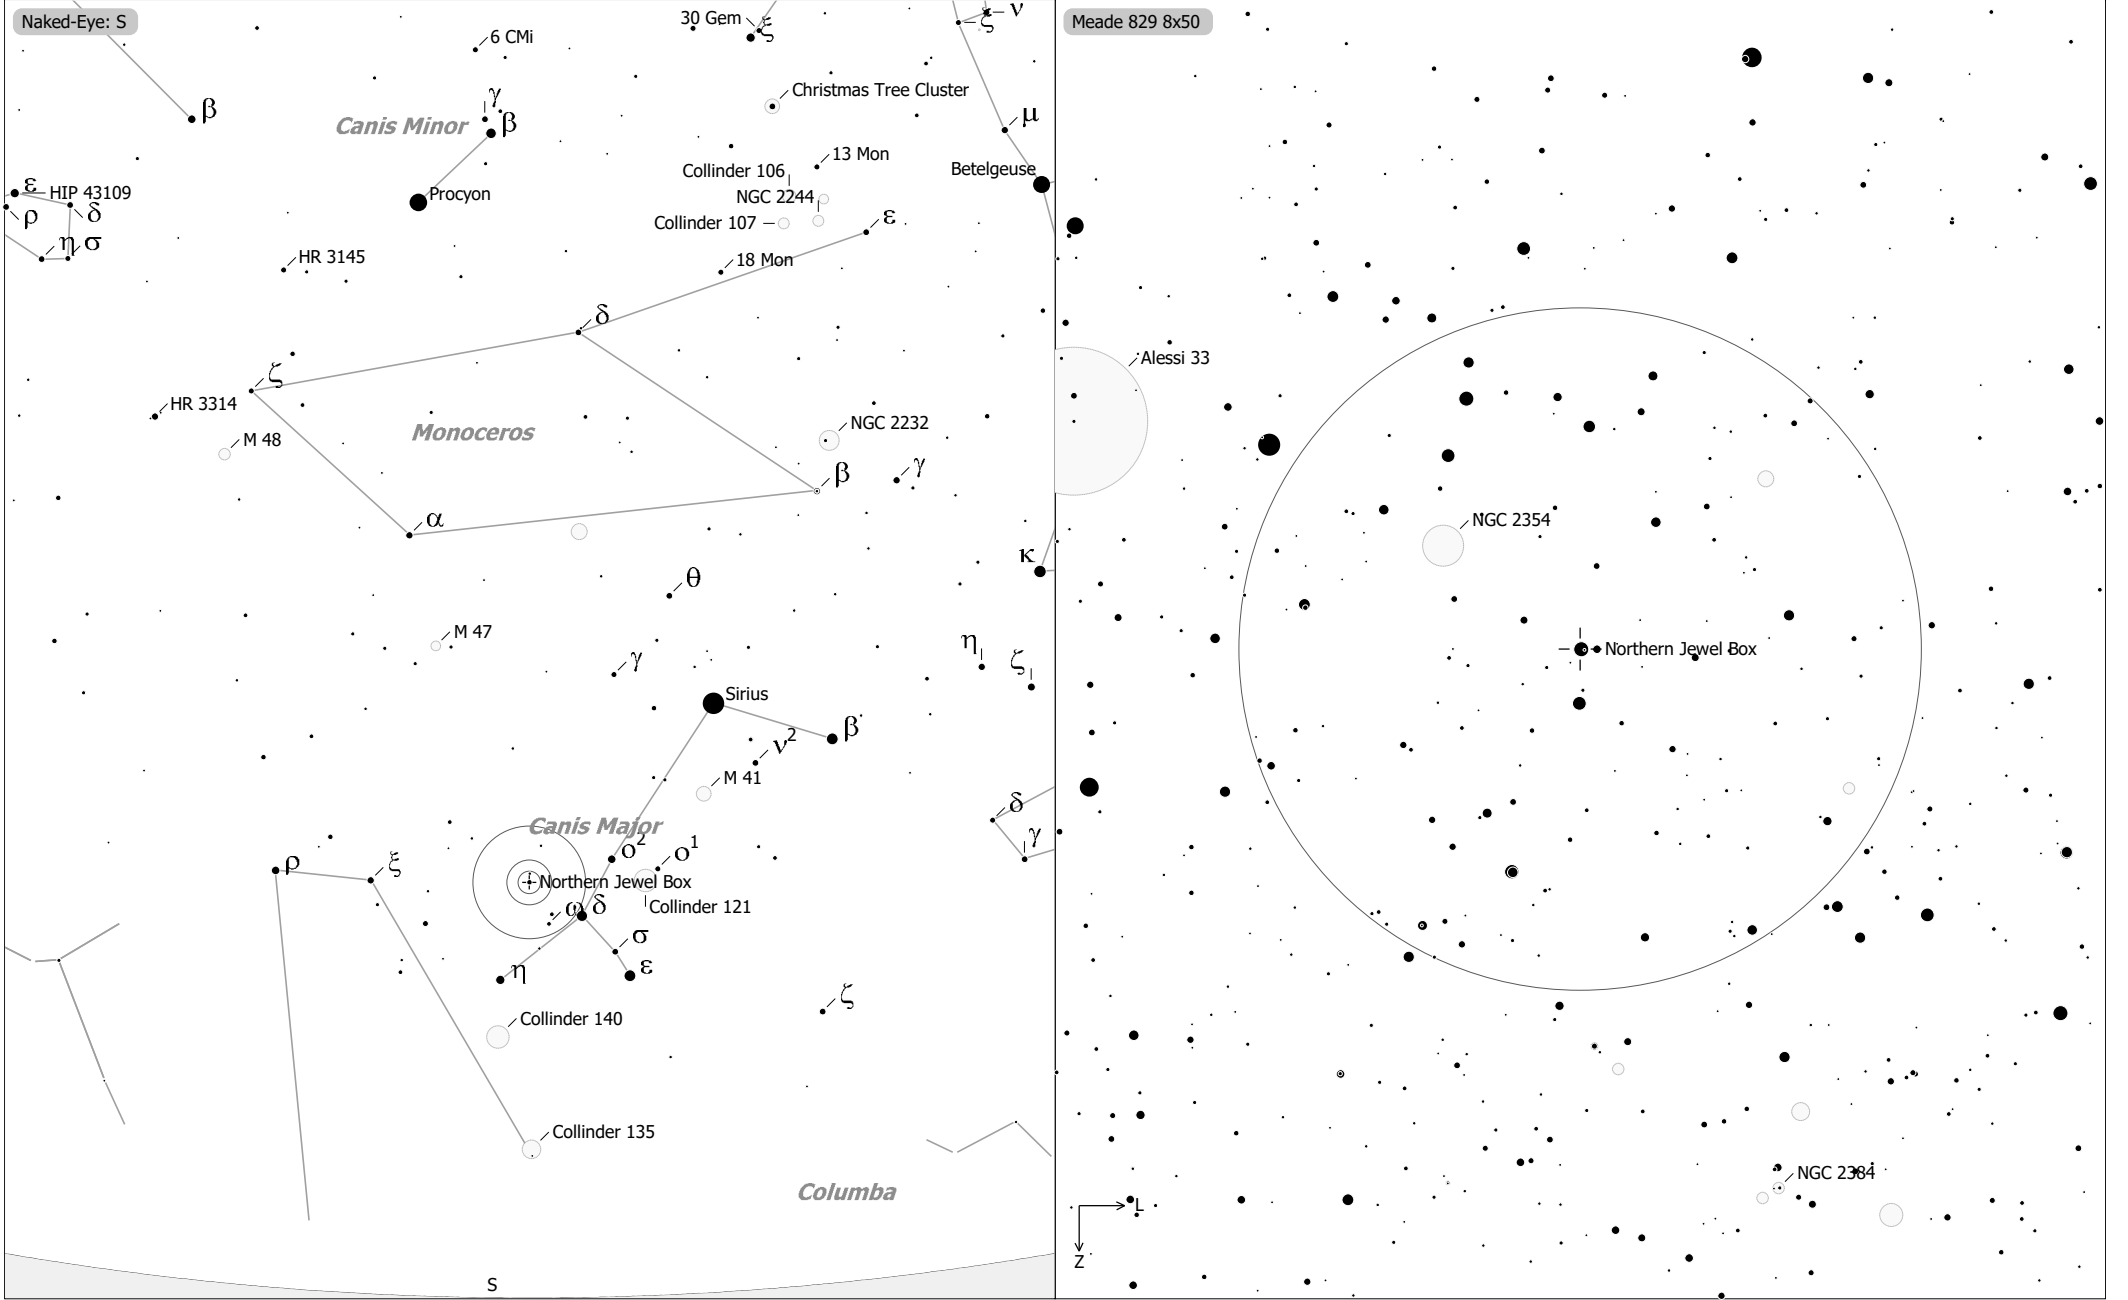 Naked-Eye: S
Meade 829 8x50
30 Gem
ξ
ξ
ν
6 CMi
γ
β
β
Christmas Tree Cluster
μ
Canis Minor
13 Mon
Collinder 106
Betelgeuse
ε
HIP 43109
Procyon
NGC 2244
ρ
δ
Collinder 107
ε
η
σ
HR 3145
18 Mon
δ
Alessi 33
ζ
HR 3314
M 48
Monoceros
NGC 2232
β
γ
α
NGC 2354
κ
θ
M 47
η
ζ
γ
Northern Jewel Box
Sirius
β
ν2
M 41
δ
Canis Major
γ
ο2
ο1
ρ
ξ
Northern Jewel Box
ω
δ
Collinder 121
σ
η
ε
ζ
Collinder 140
Collinder 135
NGC 2384
Columba
L
Z
S